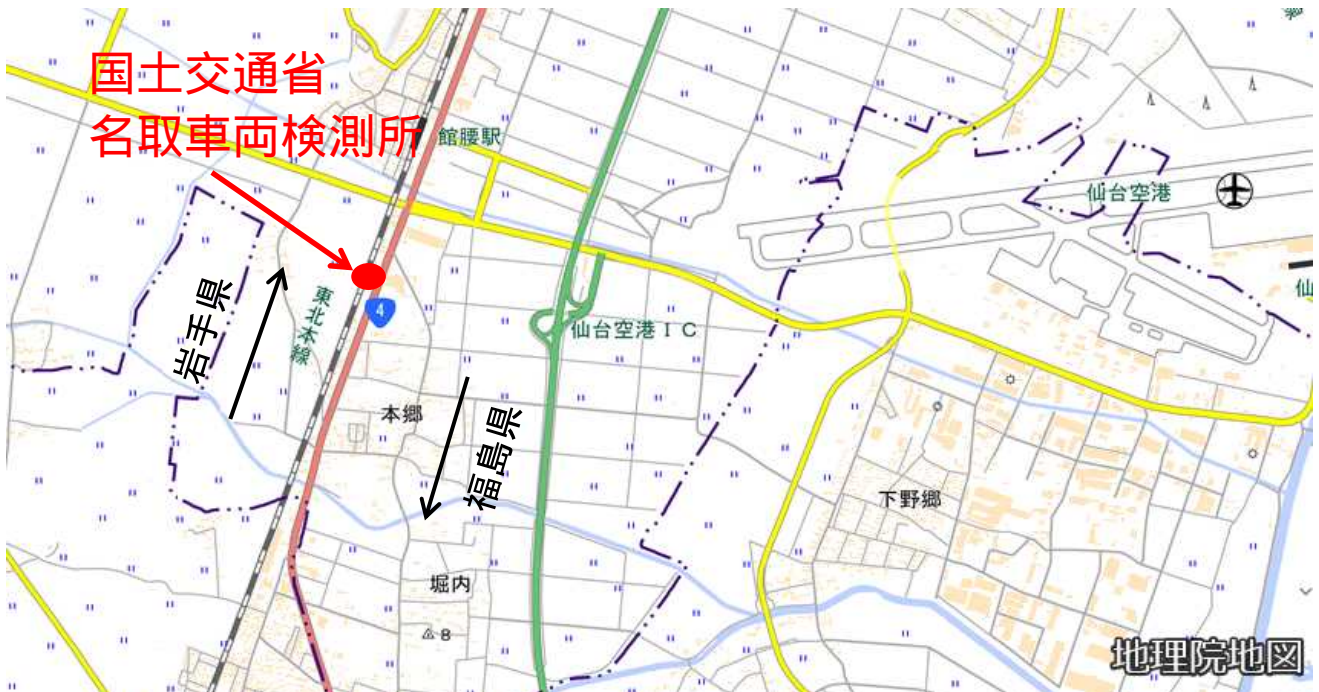 国土交通省
名取車両検測所
館腰駅
仙台空港
岩手県
東北本線
4
仙台空港IC
仙
本郷
福島県
下野郷
堀内
8
地理院地図